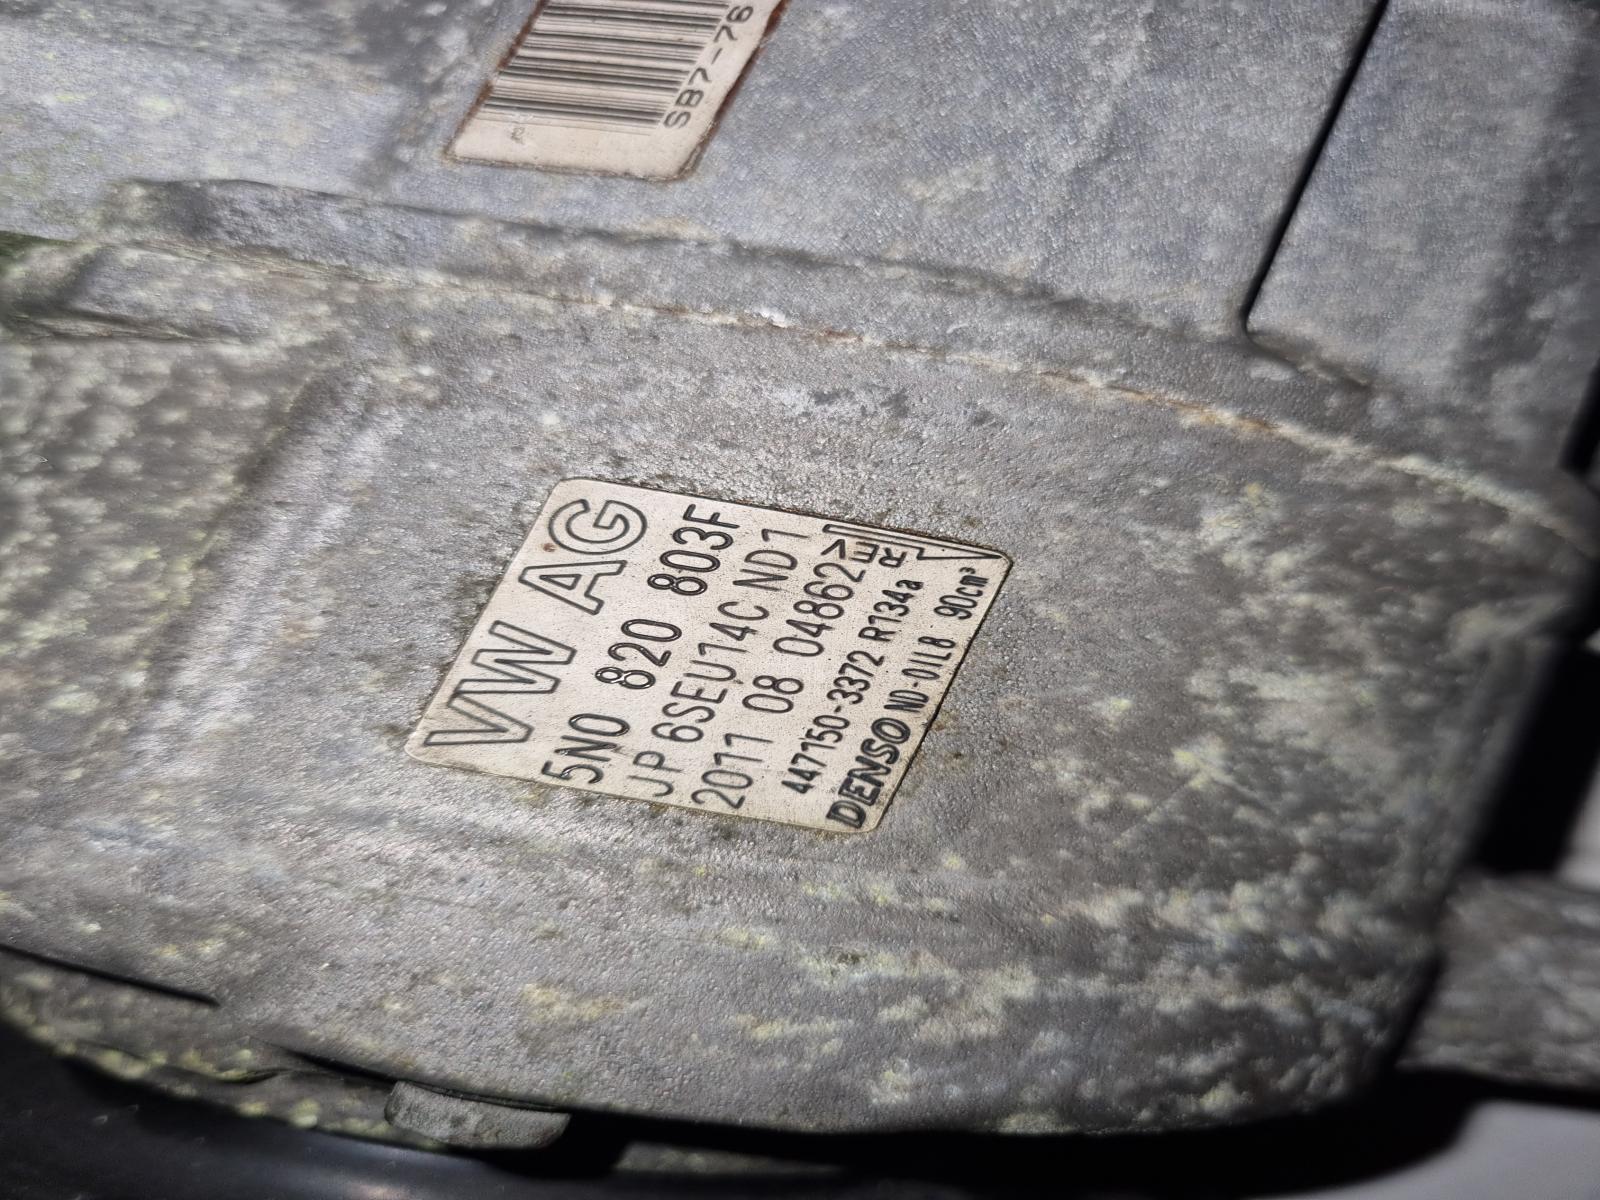 SB7-76
VW AG
5N0 820 803F
JP 6SEU14C ND1
2011 08 04862
447150-3372 R134a
DENSO ND-OIL8 90cm³